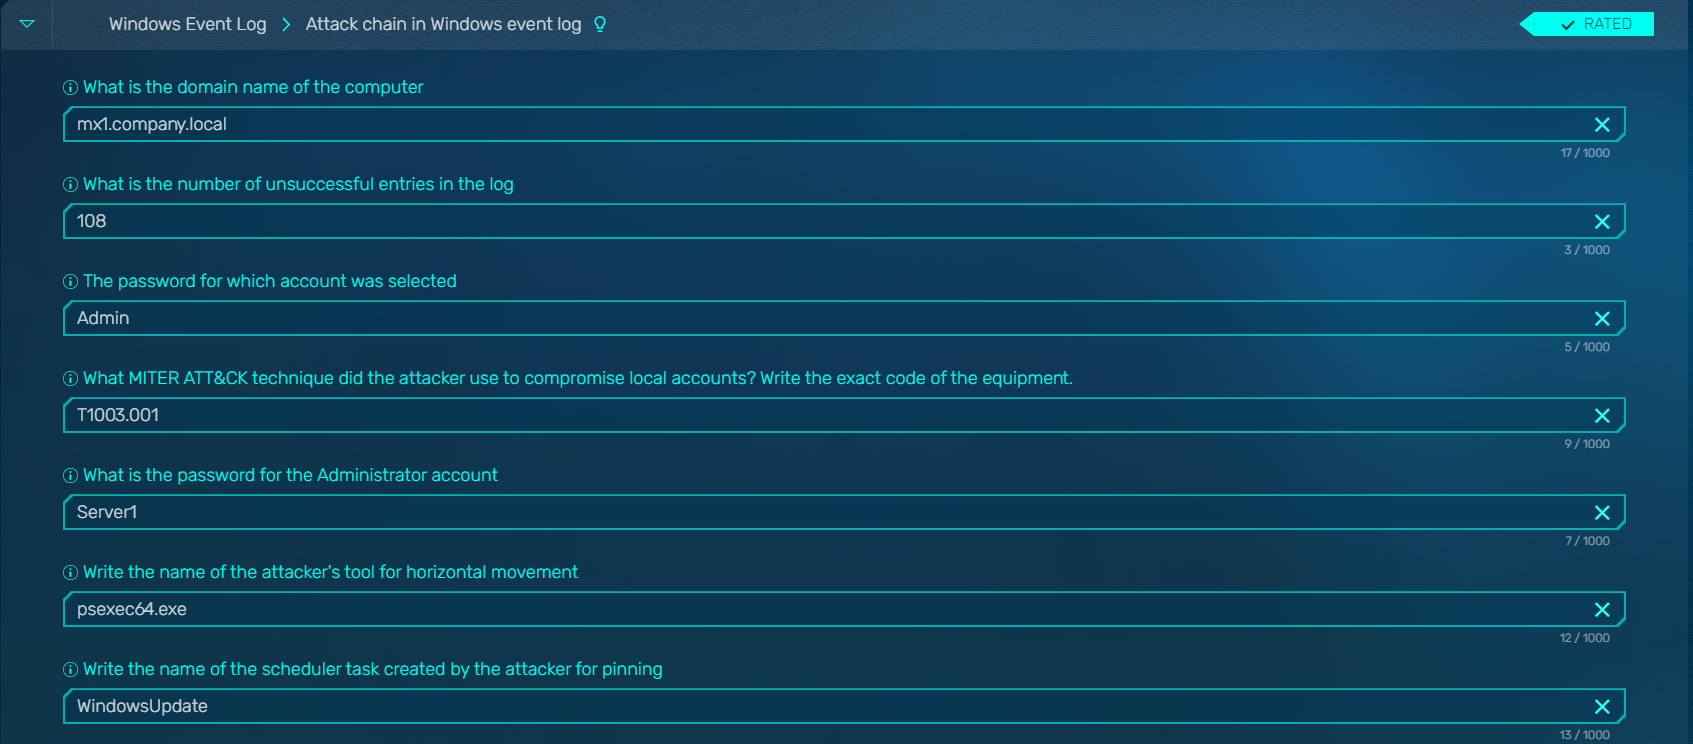 Windows Event Log > Attack chain in Windows event log
RATED
What is the domain name of the computer
mx1.company.local
17 / 1000
What is the number of unsuccessful entries in the log
108
3 / 1000
The password for which account was selected
Admin
5 / 1000
What MITER ATT&CK technique did the attacker use to compromise local accounts? Write the exact code of the equipment.
T1003.001
9 / 1000
What is the password for the Administrator account
Server1
7 / 1000
Write the name of the attacker's tool for horizontal movement
psexec64.exe
12 / 1000
Write the name of the scheduler task created by the attacker for pinning
WindowsUpdate
13 / 1000